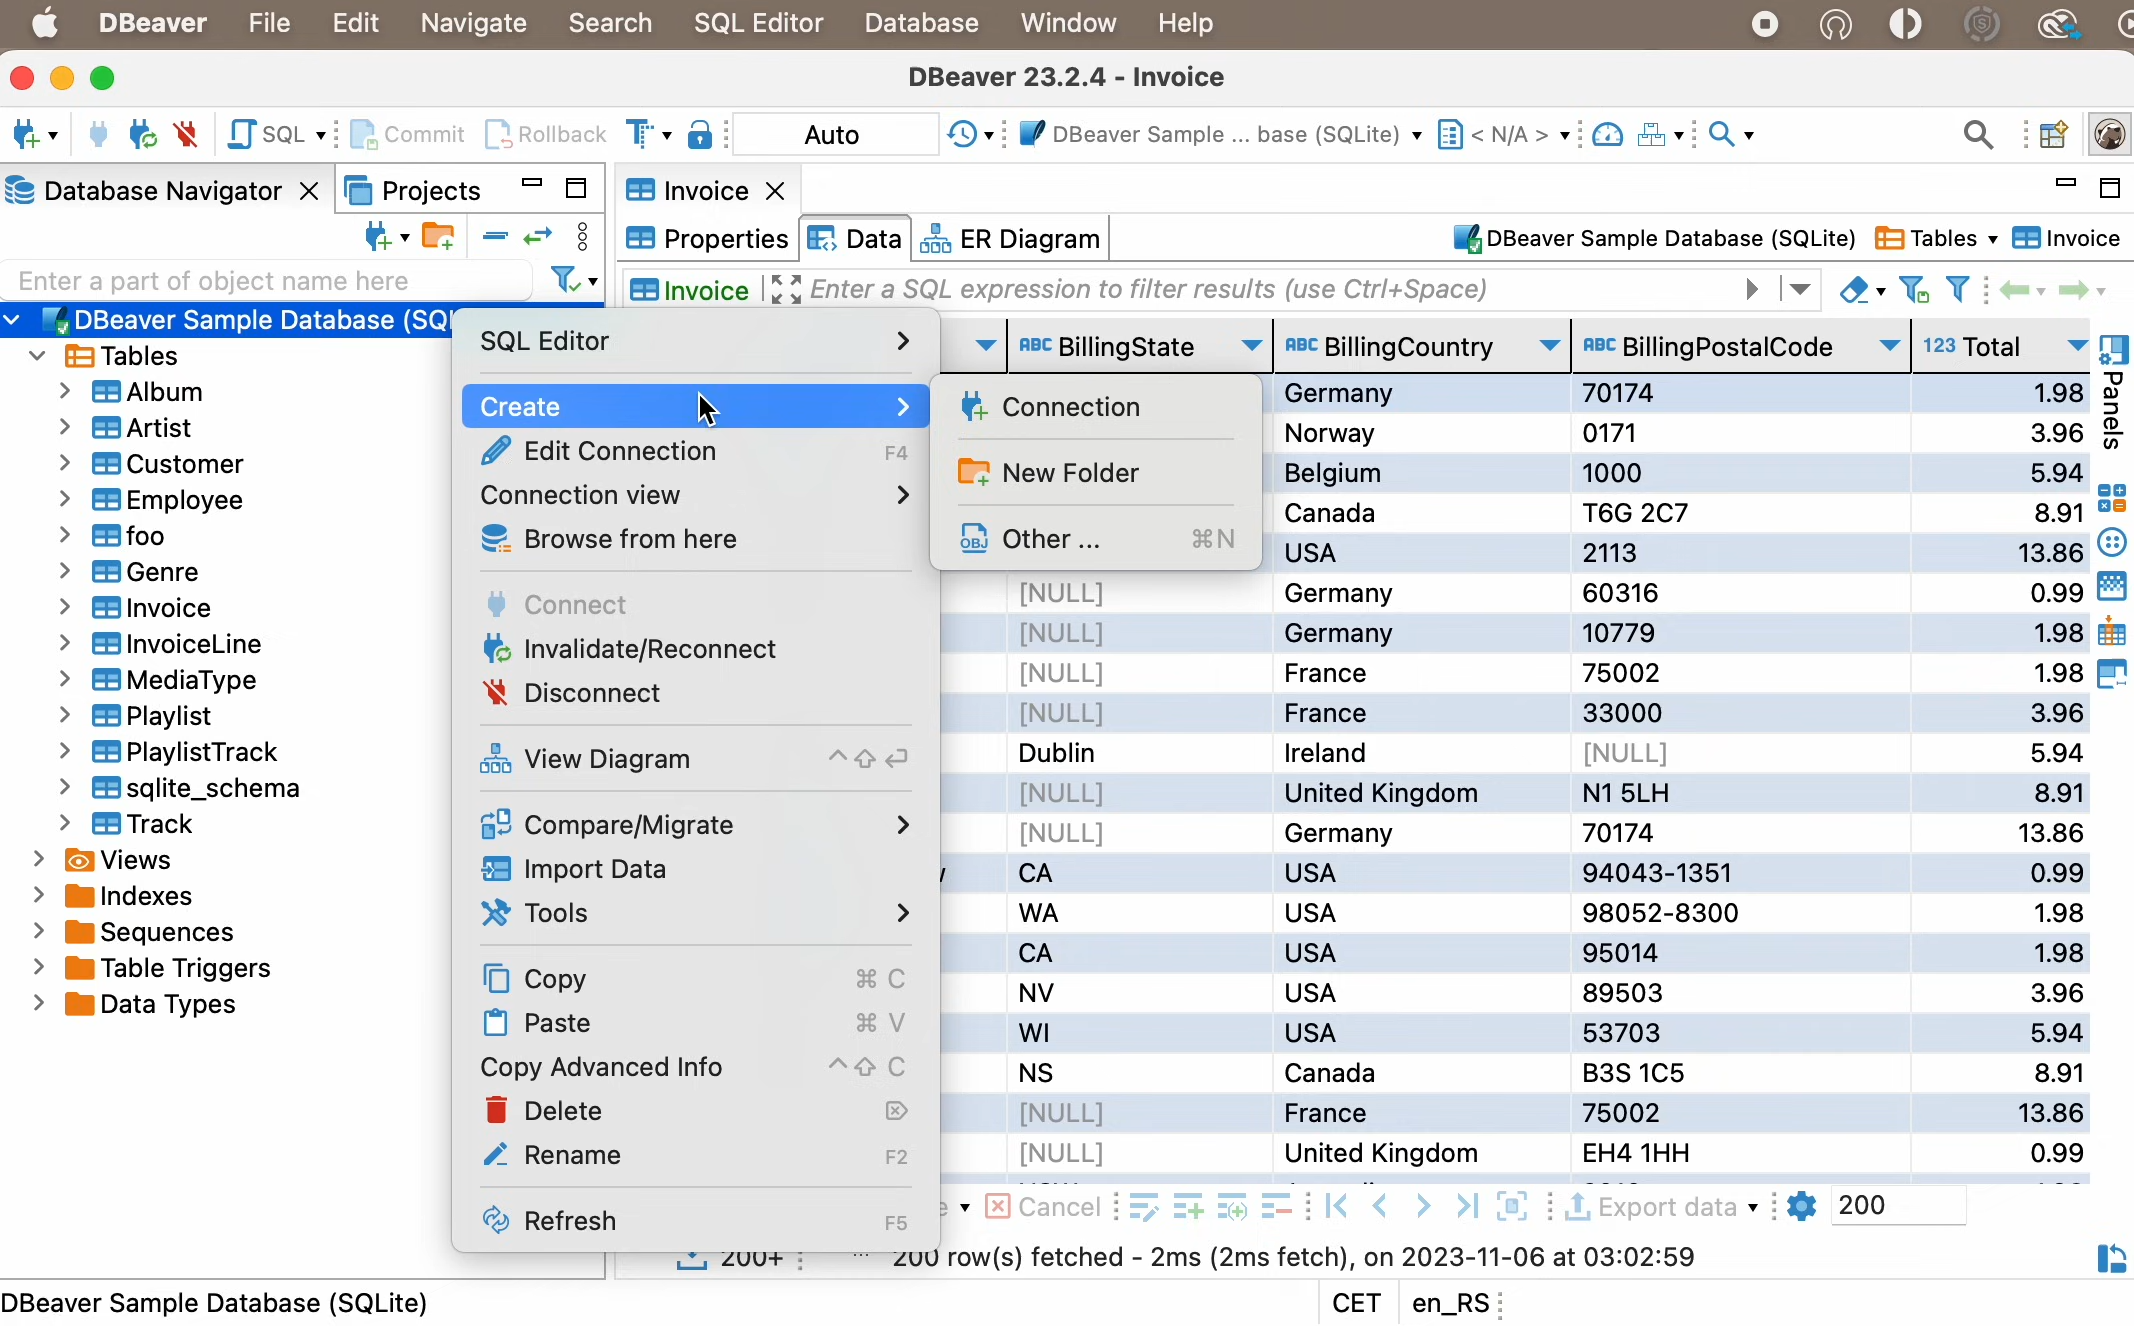 DBeaver File Edit Navigate Search SQL Editor Database Window Help
DBeaver 23.2.4 - Invoice
SQL Commit Rollback Auto DBeaver Sample ... base (SQLite) < N/A >
Database Navigator Projects Invoice
Properties Data ER Diagram DBeaver Sample Database (SQLite) Tables Invoice
Enter a part of object name here
Invoice Enter a SQL expression to filter results (use Ctrl+Space)
DBeaver Sample Database (SQL
Tables
Album
Artist
Customer
Employee
foo
Genre
Invoice
InvoiceLine
MediaType
Playlist
PlaylistTrack
sqlite_schema
Track
Views
Indexes
Sequences
Table Triggers
Data Types
SQL Editor
Create
Edit Connection F4
Connection view
Browse from here
Connect
Invalidate/Reconnect
Disconnect
View Diagram ^⇧↩
Compare/Migrate
Import Data
Tools
Copy ⌘ C
Paste ⌘ V
Copy Advanced Info ^⇧ C
Delete ⌦
Rename F2
Refresh F5
Connection
New Folder
OBJ Other ... ⌘N
ABC BillingState ABC BillingCountry ABC BillingPostalCode 123 Total
Germany 70174 1.98
Norway 0171 3.96
Belgium 1000 5.94
Canada T6G 2C7 8.91
USA 2113 13.86
[NULL] Germany 60316 0.99
[NULL] Germany 10779 1.98
[NULL] France 75002 1.98
[NULL] France 33000 3.96
Dublin Ireland [NULL] 5.94
[NULL] United Kingdom N1 5LH 8.91
[NULL] Germany 70174 13.86
CA USA 94043-1351 0.99
WA USA 98052-8300 1.98
CA USA 95014 1.98
NV USA 89503 3.96
WI USA 53703 5.94
NS Canada B3S 1C5 8.91
[NULL] France 75002 13.86
[NULL] United Kingdom EH4 1HH 0.99
Panels
e Cancel Export data 200
200+ ... 200 row(s) fetched - 2ms (2ms fetch), on 2023-11-06 at 03:02:59
DBeaver Sample Database (SQLite) CET en_RS